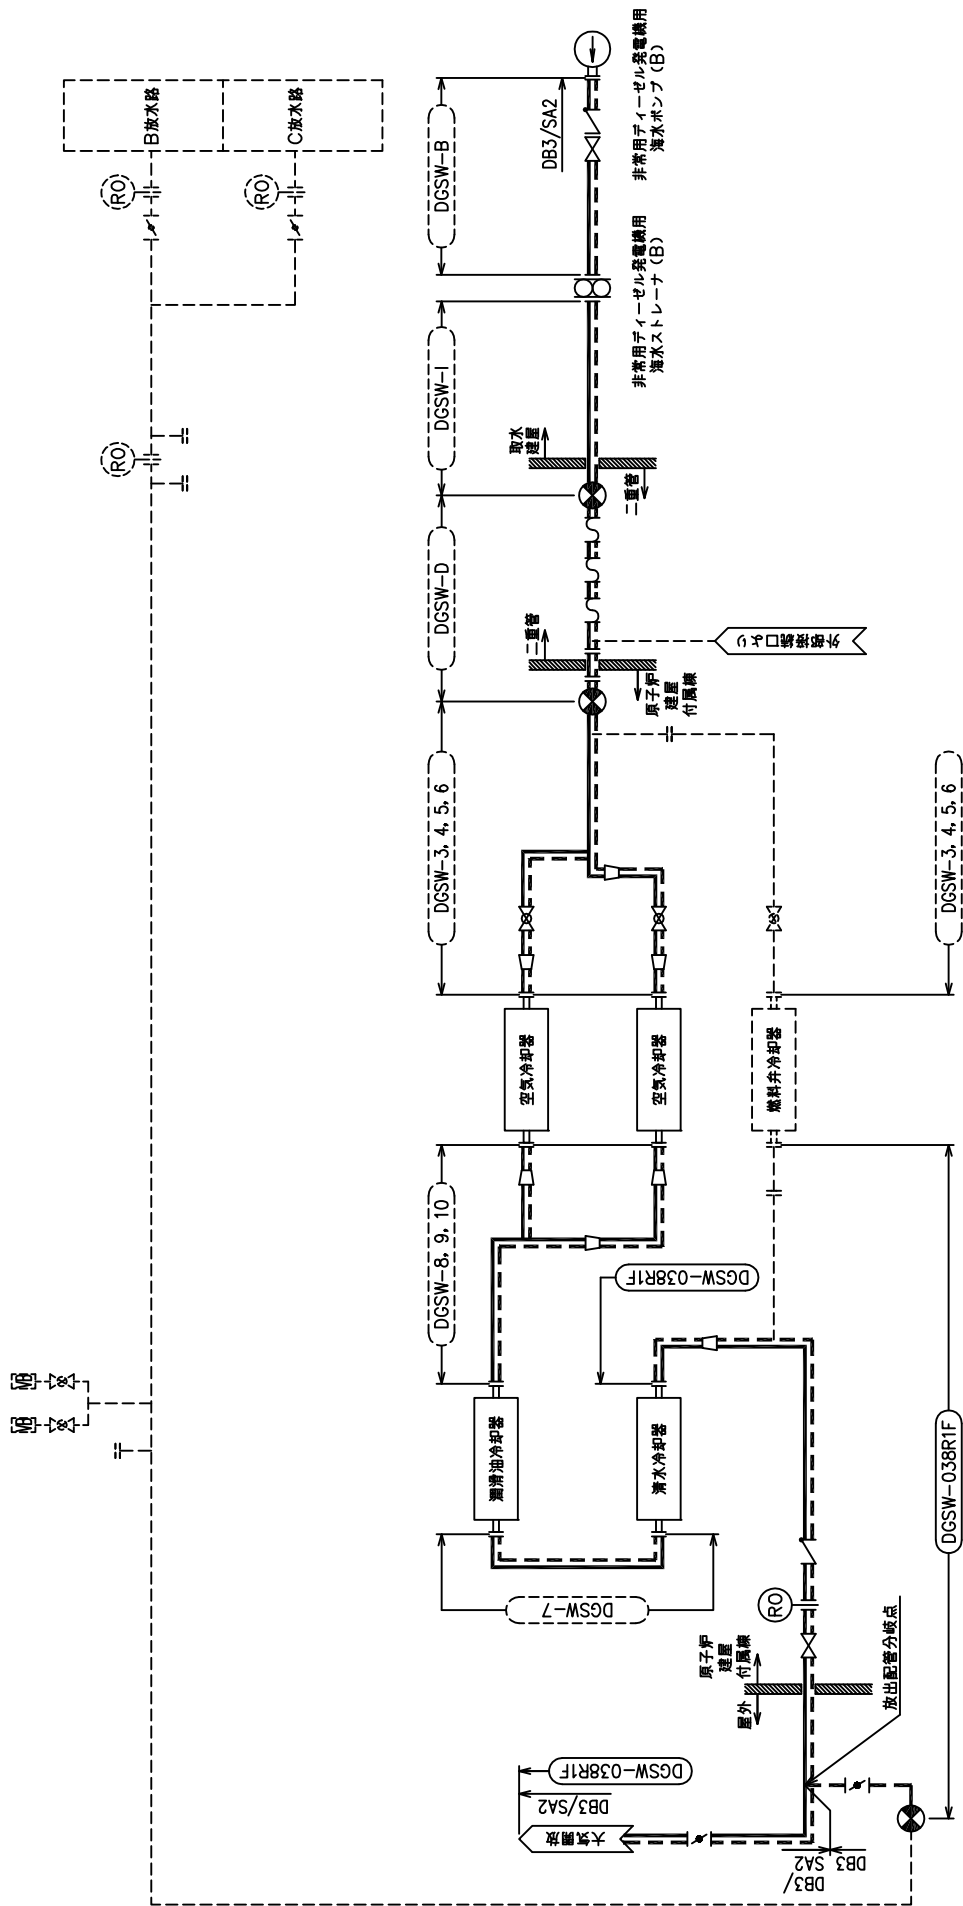 B放水路
C放水路
RO
RO
RO
DGSW-B
DB3/SA2
非常用ディーゼル発電機用
海水ポンプ(B)
非常用ディーゼル発電機用
海水ストレーナ(B)
DGSW-1
取水
建屋
二重管
DGSW-D
二重管
外部接続口より
原子炉
建屋
付属棟
DGSW-3, 4, 5, 6
DGSW-3, 4, 5, 6
空気冷却器
空気冷却器
燃料弁冷却器
DGSW-8, 9, 10
DGSW-038R1F
潤滑油冷却器
清水冷却器
DGSW-038R1F
DGSW-7
RO
原子炉
建屋
付属棟
屋外
放出配管分岐点
DGSW-038R1F
DB3/SA2
大気開放
DB3
DB3/
SA2